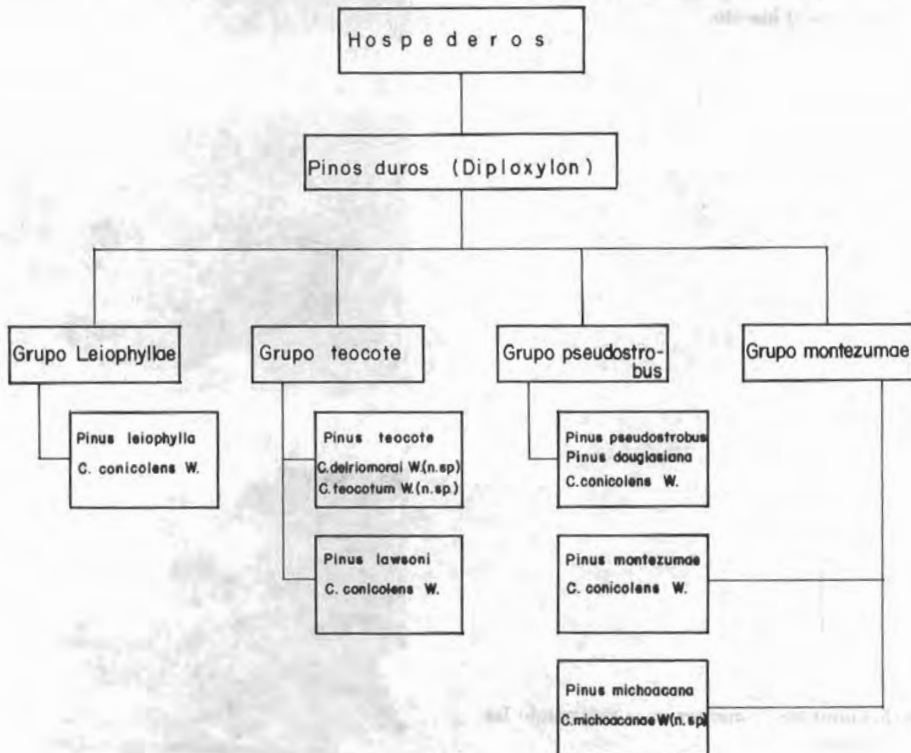 Hospederos
Pinos duros (Diploxylon)
Grupo Leiophyllae
Grupo teocote
Grupo pseudostro-
bus
Grupo montezumae
Pinus leiophylla
C. conicolens W.
Pinus teocote
C.delriomorai W.(n.sp)
C.teocotum W.(n.sp.)
Pinus lawsoni
C. conicolens W.
Pinus pseudostrobus
Pinus douglasiana
C.conicolens W.
Pinus montezumae
C. conicolens W.
Pinus michoacana
C.michoacanae W(n.sp)